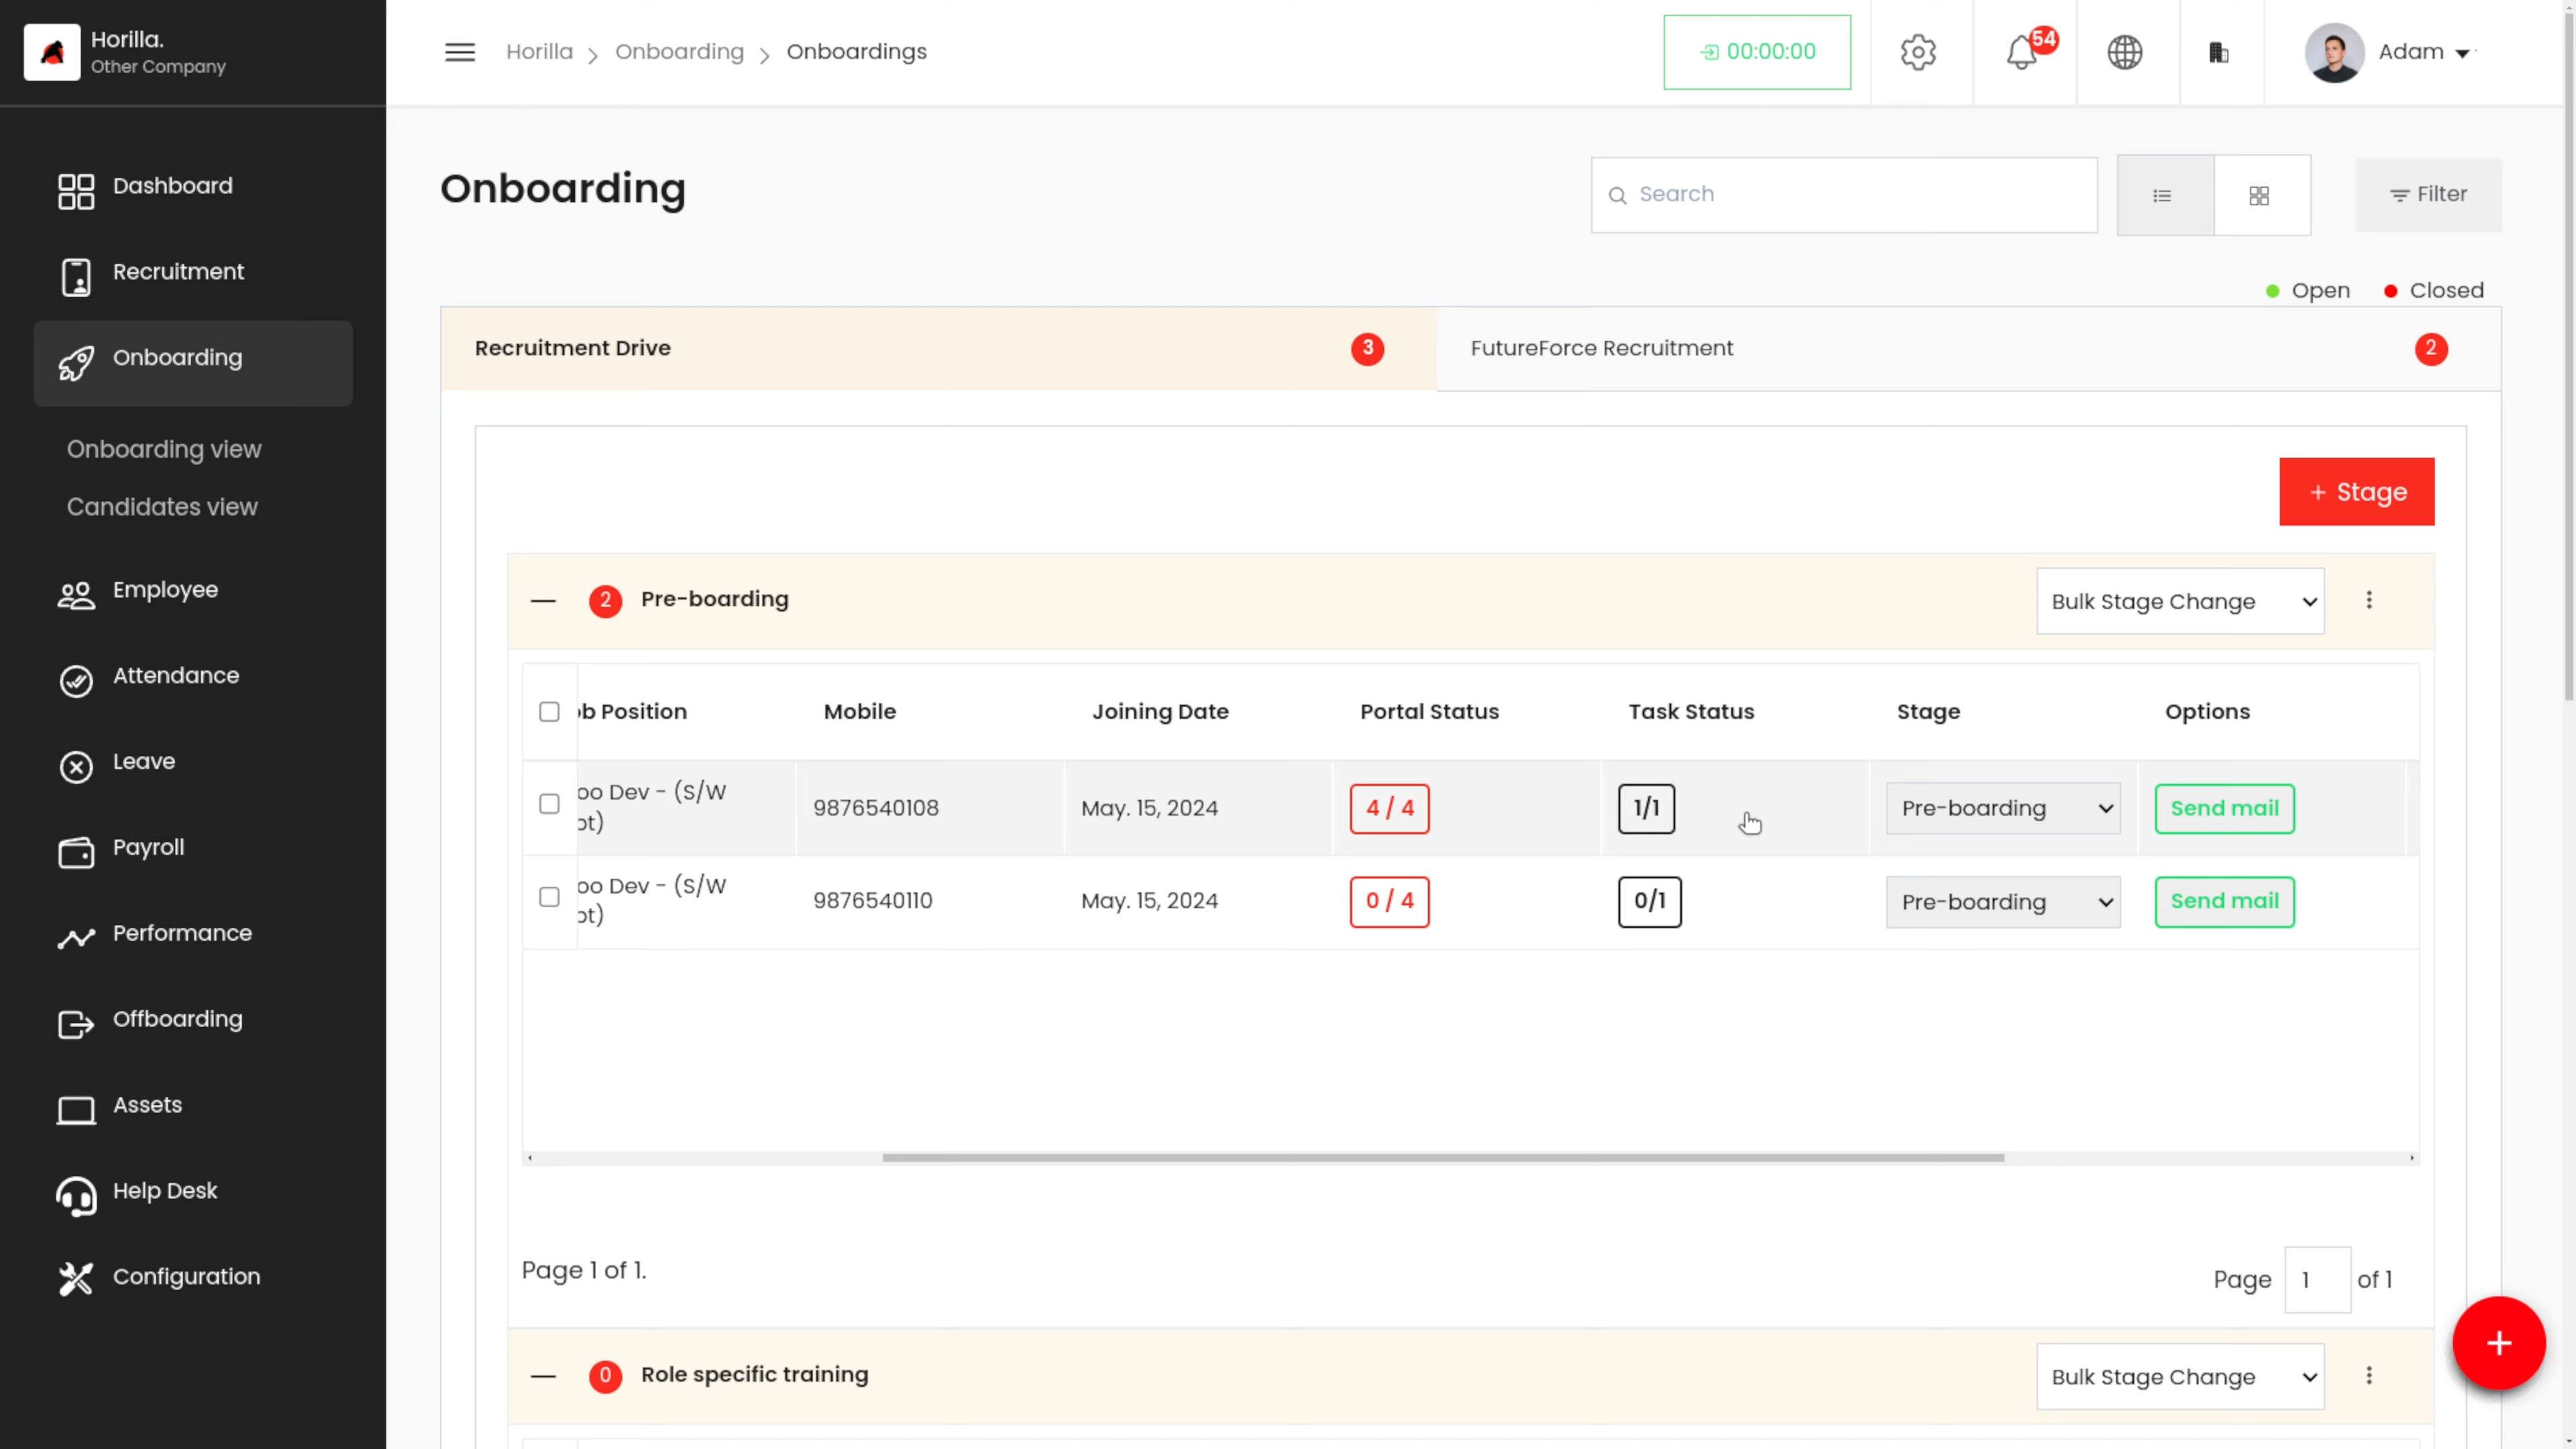 Horilla.
Other Company
Horilla
Onboarding
Onboardings
00:00:00
54
Adam
Dashboard
Recruitment
Onboarding
Onboarding view
Candidates view
Employee
Attendance
Leave
Payroll
Performance
Offboarding
Assets
Help Desk
Configuration
Onboarding
Search
Filter
Open
Closed
Recruitment Drive
3
FutureForce Recruitment
2
+ Stage
2
Pre-boarding
Bulk Stage Change
ob Position
Mobile
Joining Date
Portal Status
Task Status
Stage
Options
oo Dev - (S/W
pt)
9876540108
May. 15, 2024
4 / 4
1/1
Pre-boarding
Send mail
oo Dev - (S/W
pt)
9876540110
May. 15, 2024
0 / 4
0/1
Pre-boarding
Send mail
Page 1 of 1.
Page 1 of 1
0
Role specific training
Bulk Stage Change